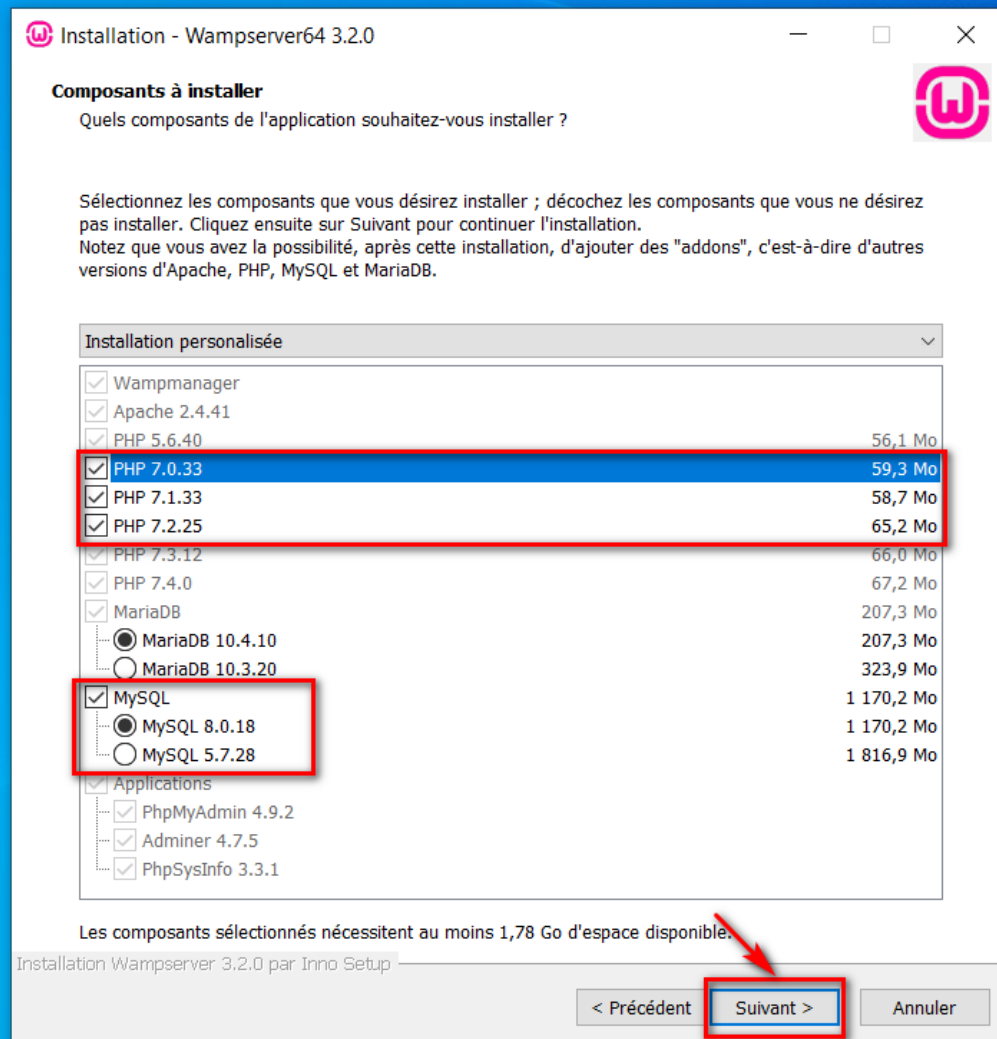 Installation - Wampserver64 3.2.0
Composants à installer
Quels composants de l'application souhaitez-vous installer ?
Sélectionnez les composants que vous désirez installer ; décochez les composants que vous ne désirez
pas installer. Cliquez ensuite sur Suivant pour continuer l'installation.
Notez que vous avez la possibilité, après cette installation, d'ajouter des "addons", c'est-à-dire d'autres
versions d'Apache, PHP, MySQL et MariaDB.
Installation personalisée
Wampmanager
Apache 2.4.41
PHP 5.6.40 56,1 Mo
PHP 7.0.33 59,3 Mo
PHP 7.1.33 58,7 Mo
PHP 7.2.25 65,2 Mo
PHP 7.3.12 66,0 Mo
PHP 7.4.0 67,2 Mo
MariaDB 207,3 Mo
MariaDB 10.4.10 207,3 Mo
MariaDB 10.3.20 323,9 Mo
MySQL 1 170,2 Mo
MySQL 8.0.18 1 170,2 Mo
MySQL 5.7.28 1 816,9 Mo
Applications
PhpMyAdmin 4.9.2
Adminer 4.7.5
PhpSysInfo 3.3.1
Les composants sélectionnés nécessitent au moins 1,78 Go d'espace disponible.
Installation Wampserver 3.2.0 par Inno Setup
< Précédent Suivant > Annuler